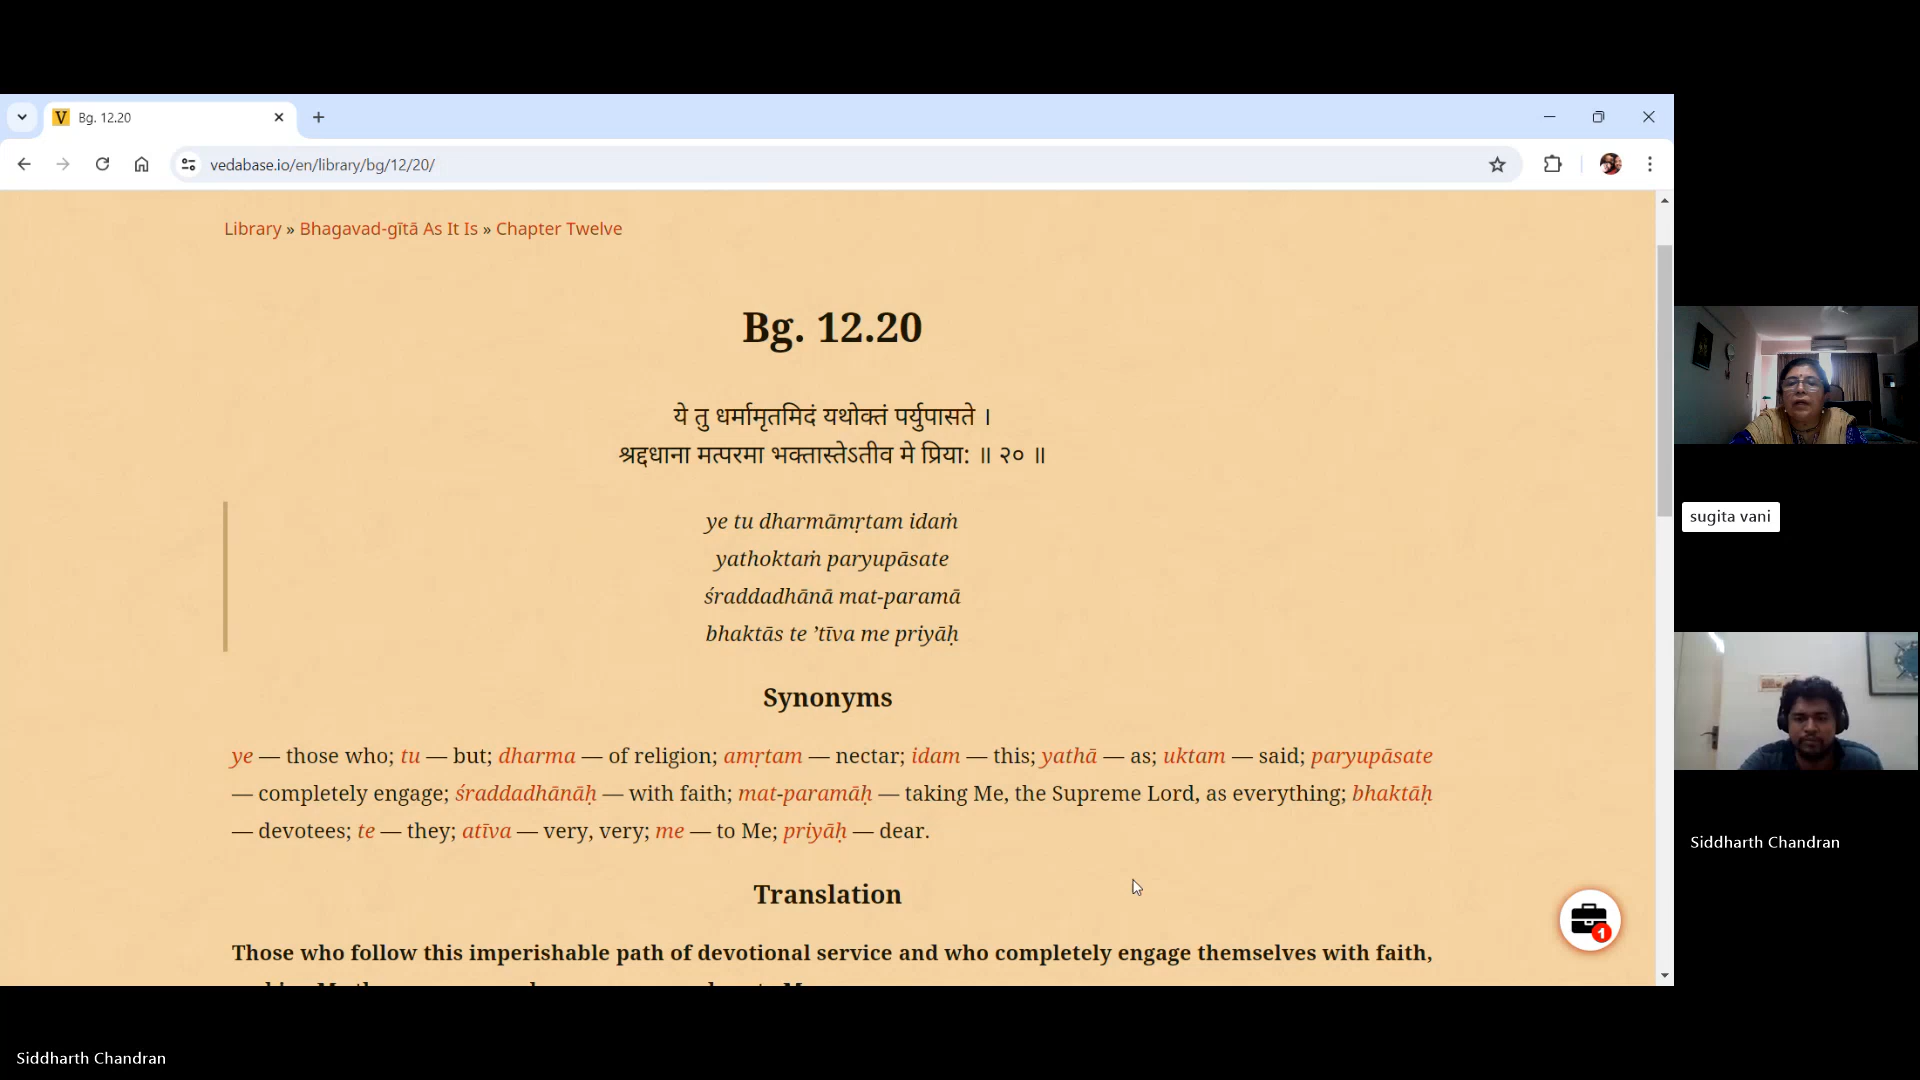 Bg. 12.20
vedabase.io/en/library/bg/12/20/
Library » Bhagavad-gītā As It Is » Chapter Twelve
Bg. 12.20
ये तु धर्मामृतमिदं यथोक्तं पर्युपासते ।
श्रद्दधाना मत्परमा भक्तास्तेऽतीव मे प्रिया: ॥ २० ॥
ye tu dharmāmṛtam idaṁ
yathoktaṁ paryupāsate
śraddadhānā mat-paramā
bhaktās te ’tīva me priyāḥ
Synonyms
ye — those who; tu — but; dharma — of religion; amṛtam — nectar; idam — this; yathā — as; uktam — said; paryupāsate
— completely engage; śraddadhānāḥ — with faith; mat-paramāḥ — taking Me, the Supreme Lord, as everything; bhaktāḥ
— devotees; te — they; atīva — very, very; me — to Me; priyāḥ — dear.
Translation
Those who follow this imperishable path of devotional service and who completely engage themselves with faith,
1
sugita vani
Siddharth Chandran
Siddharth Chandran